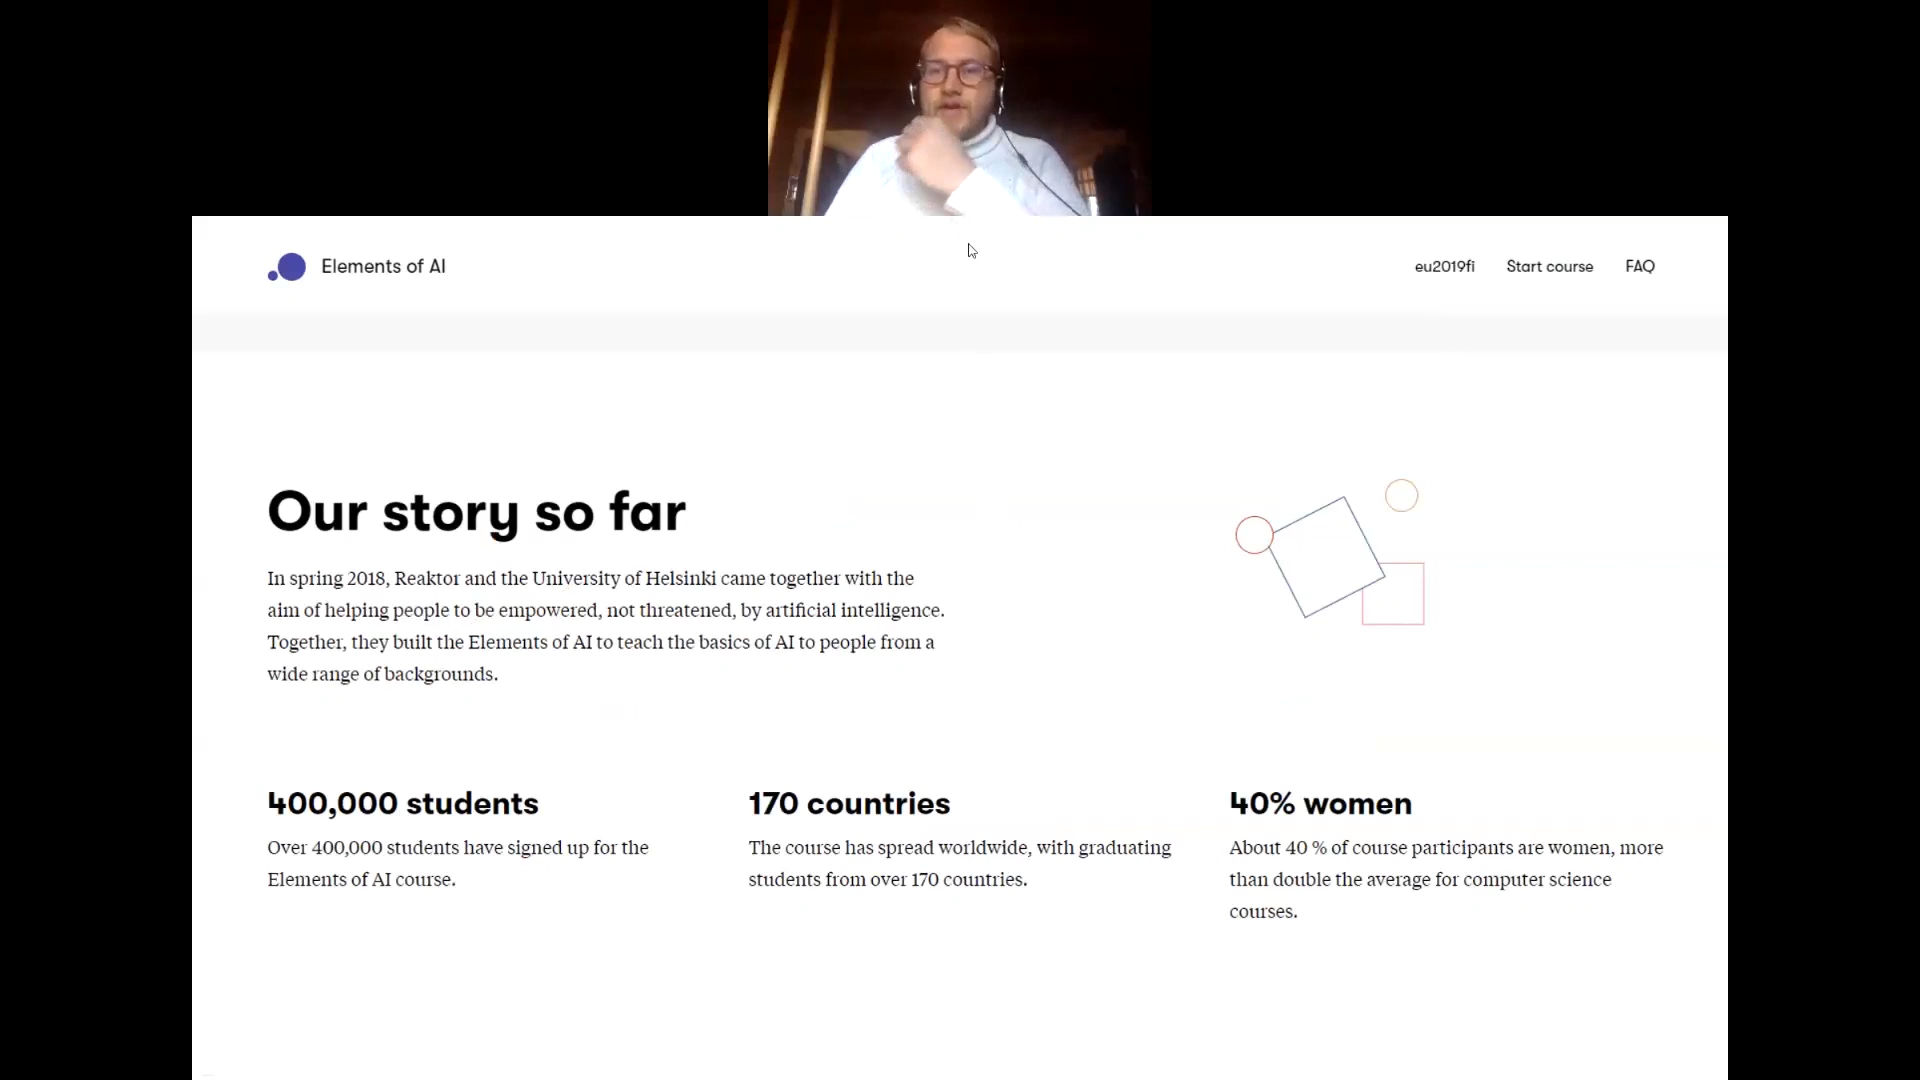 Elements of AI
eu2019fi
Start course
FAQ
Our story so far
In spring 2018, Reaktor and the University of Helsinki came together with the
aim of helping people to be empowered, not threatened, by artificial intelligence.
Together, they built the Elements of AI to teach the basics of AI to people from a
wide range of backgrounds.
400,000 students
Over 400,000 students have signed up for the
Elements of AI course.
170 countries
The course has spread worldwide, with graduating
students from over 170 countries.
40% women
About 40 % of course participants are women, more
than double the average for computer science
courses.